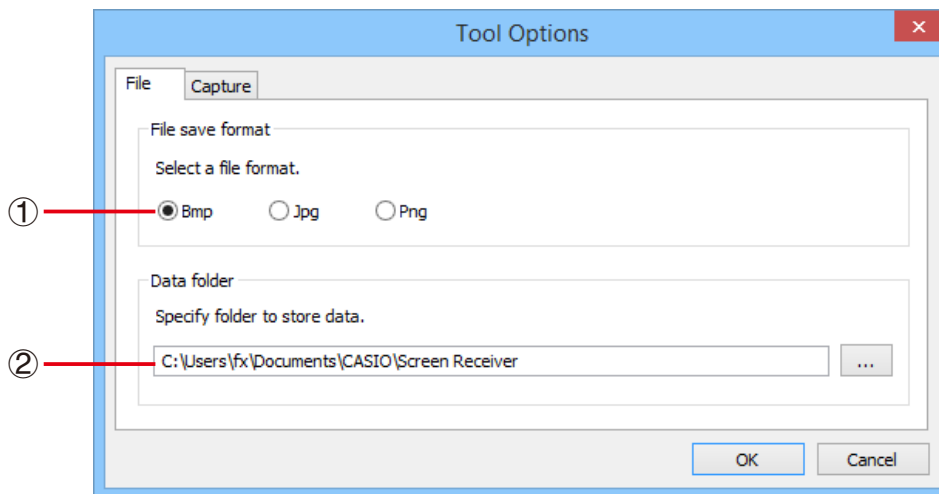 Tool Options
File Capture
File save format
Select a file format.
① Bmp Jpg Png
Data folder
Specify folder to store data.
② C:\Users\fx\Documents\CASIO\Screen Receiver ...
OK Cancel